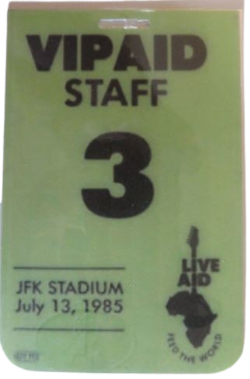 VIPAID
STAFF
3
JFK STADIUM
July 13, 1985
LIVE
AID
FEED THE WORLD